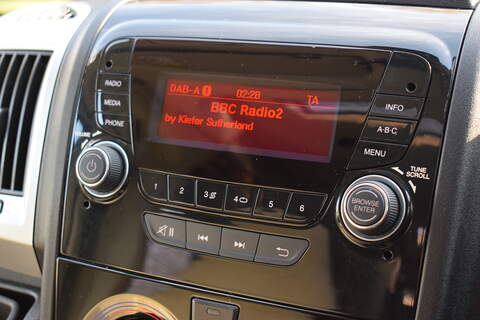 DAB-A 02:28 TA
BBC Radio2
by Kiefer Sutherland
RADIO
MEDIA
PHONE
INFO
A-B-C
MENU
VOLUME
TUNE
SCROLL
BROWSE
ENTER
1 2 3 4 5 6